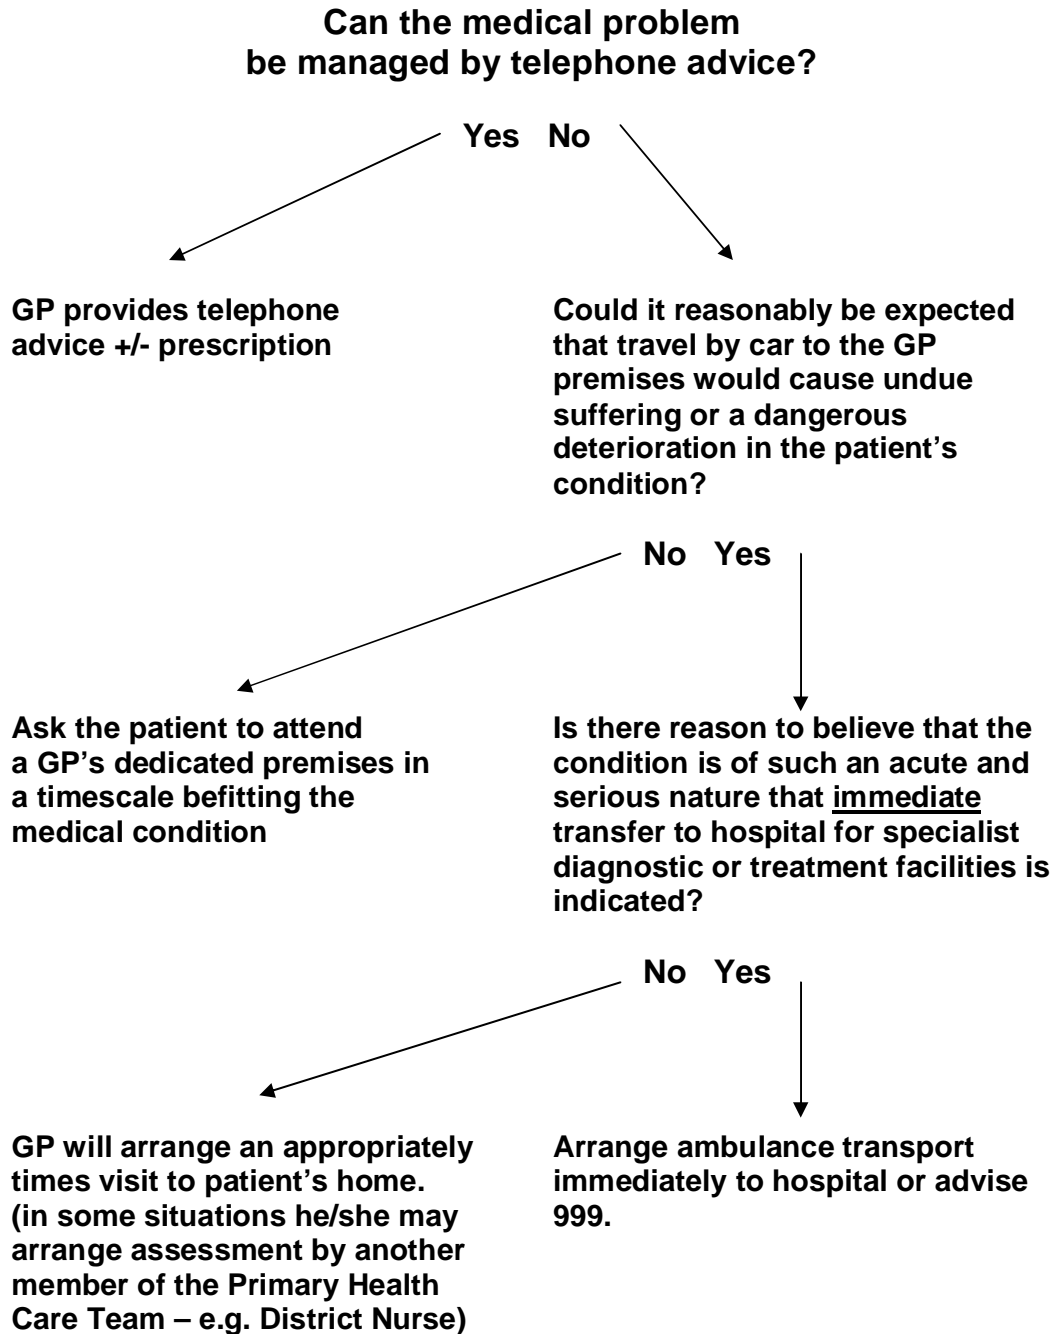 Can the medical problem
be managed by telephone advice?
Yes No
GP provides telephone
advice +/- prescription
Could it reasonably be expected
that travel by car to the GP
premises would cause undue
suffering or a dangerous
deterioration in the patient’s
condition?
No Yes
Ask the patient to attend
a GP’s dedicated premises in
a timescale befitting the
medical condition
Is there reason to believe that the
condition is of such an acute and
serious nature that immediate
transfer to hospital for specialist
diagnostic or treatment facilities is
indicated?
No Yes
GP will arrange an appropriately
times visit to patient’s home.
(in some situations he/she may
arrange assessment by another
member of the Primary Health
Care Team – e.g. District Nurse)
Arrange ambulance transport
immediately to hospital or advise
999.